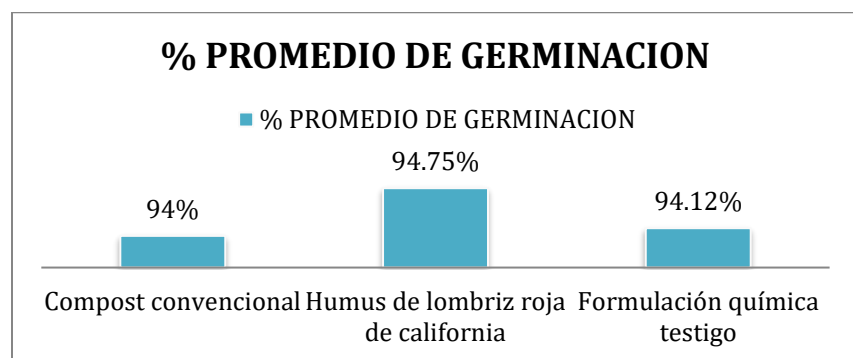 % PROMEDIO DE GERMINACION
% PROMEDIO DE GERMINACION
94%
94.75%
94.12%
Compost convencional
Humus de lombriz roja
de california
Formulación química
testigo